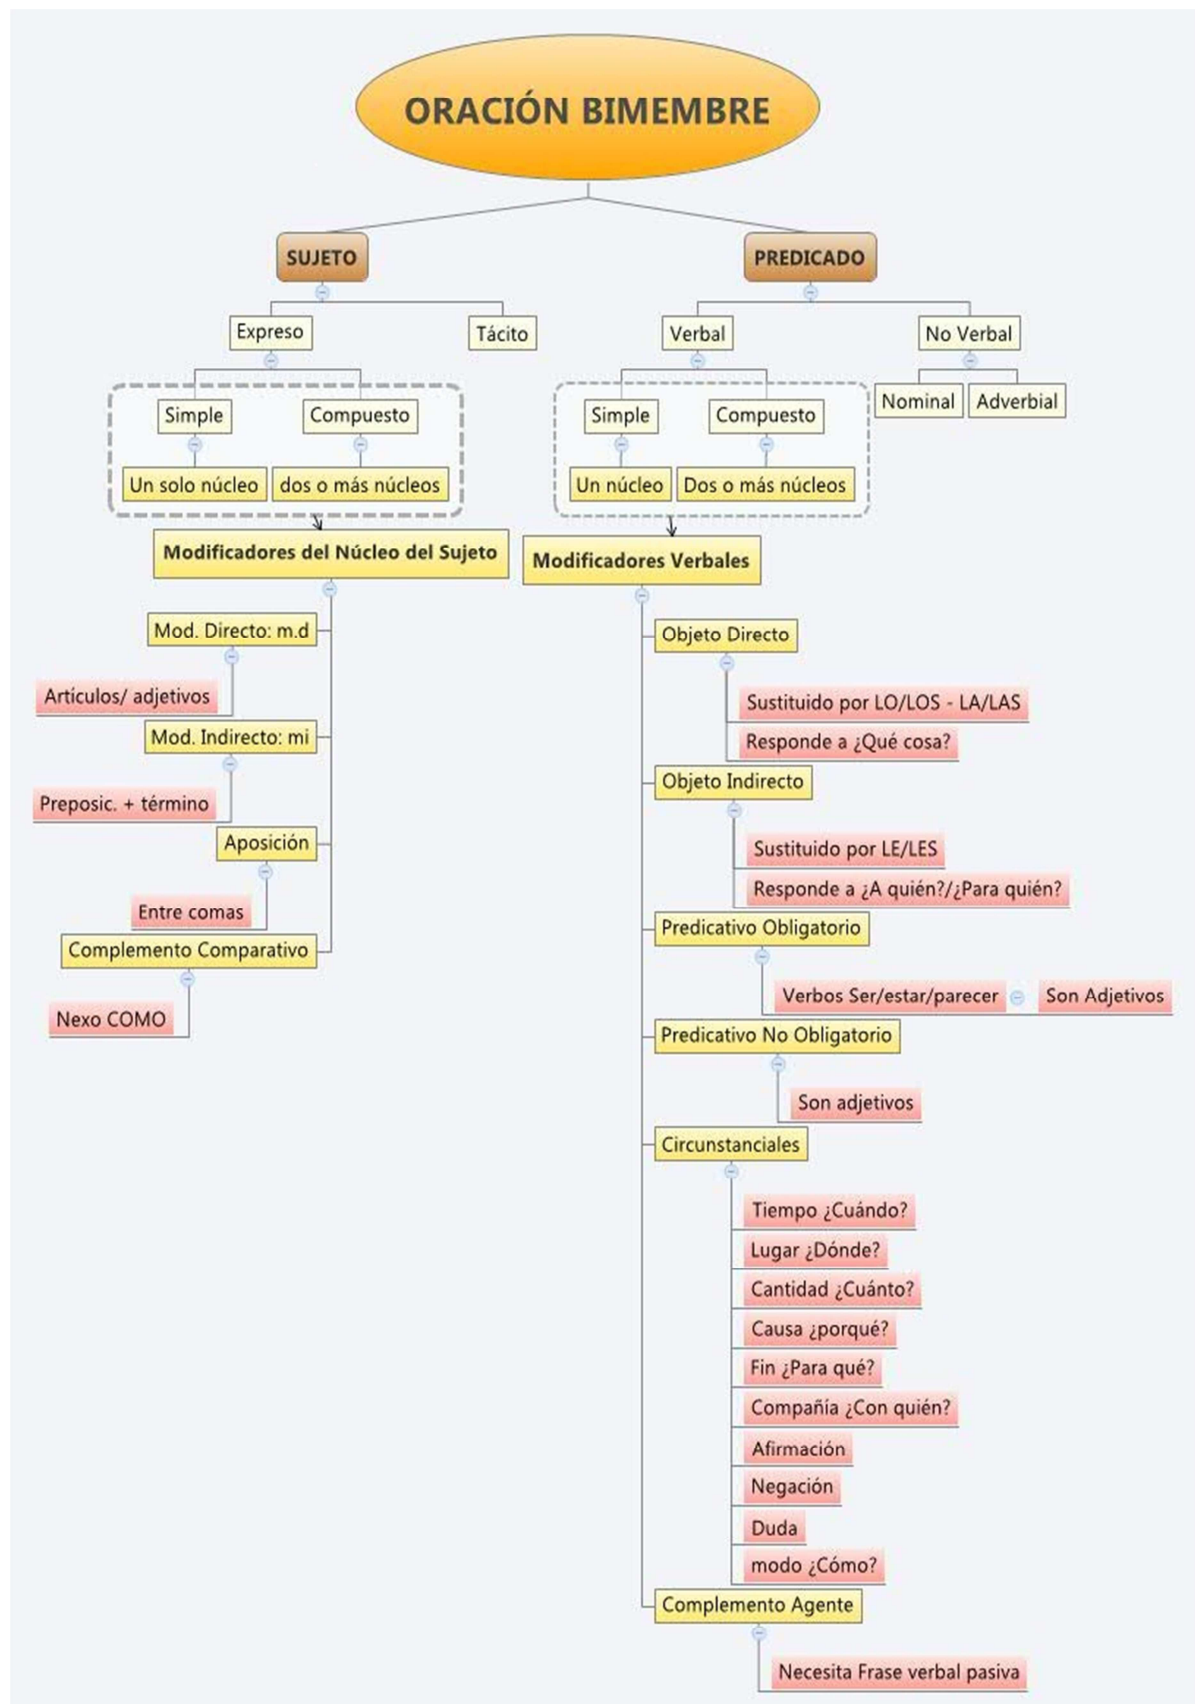 ORACIÓN BIMEMBRE
SUJETO
PREDICADO
Expreso
Tácito
Verbal
No Verbal
Simple
Compuesto
Simple
Compuesto
Nominal
Adverbial
Un solo núcleo
dos o más núcleos
Un núcleo
Dos o más núcleos
Modificadores del Núcleo del Sujeto
Mod. Directo: m.d
Artículos/ adjetivos
Mod. Indirecto: mi
Preposic. + término
Aposición
Entre comas
Complemento Comparativo
Nexo COMO
Modificadores Verbales
Objeto Directo
Sustituido por LO/LOS - LA/LAS
Responde a ¿Qué cosa?
Objeto Indirecto
Sustituido por LE/LES
Responde a ¿A quién?/¿Para quién?
Predicativo Obligatorio
Verbos Ser/estar/parecer
Son Adjetivos
Predicativo No Obligatorio
Son adjetivos
Circunstanciales
Tiempo ¿Cuándo?
Lugar ¿Dónde?
Cantidad ¿Cuánto?
Causa ¿porqué?
Fin ¿Para qué?
Compañía ¿Con quién?
Afirmación
Negación
Duda
modo ¿Cómo?
Complemento Agente
Necesita Frase verbal pasiva